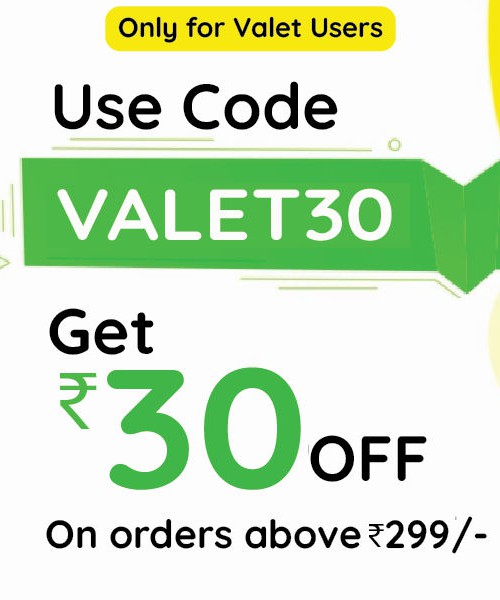 Only for Valet Users
Use Code
VALET30
Get
₹30 OFF
On orders above ₹299/-